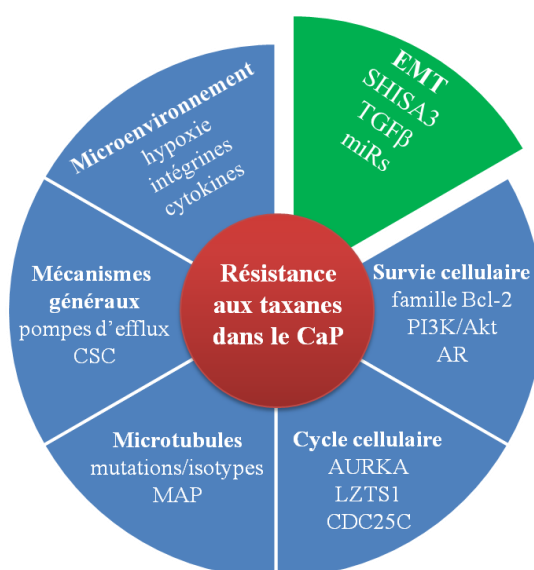 EMT
SHISA3
TGFβ
miRs
Microenvironnement
hypoxie
intégrines
cytokines
Mécanismes
généraux
pompes d’efflux
CSC
Résistance
aux taxanes
dans le CaP
Survie cellulaire
famille Bcl-2
PI3K/Akt
AR
Microtubules
mutations/isotypes
MAP
Cycle cellulaire
AURKA
LZTS1
CDC25C